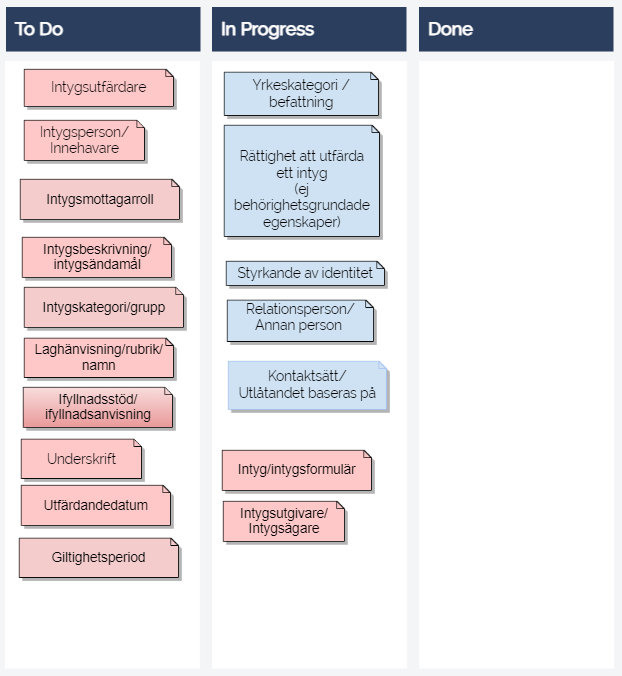 To Do
Intygsutfärdare
Intygsperson/
Innehavare
Intygsmottagarroll
Intygsbeskrivning/
intygsändamål
Intygskategori/grupp
Laghänvisning/rubrik/
namn
Ifyllnadsstöd/
ifyllnadsanvisning
Underskrift
Utfärdandedatum
Giltighetsperiod
In Progress
Yrkeskategori /
befattning
Rättighet att utfärda
ett intyg
(ej
behörighetsgrundade
egenskaper)
Styrkande av identitet
Relationsperson/
Annan person
Kontaktsätt/
Utlåtandet baseras på
Intyg/intygsformulär
Intygsutgivare/
Intygsägare
Done